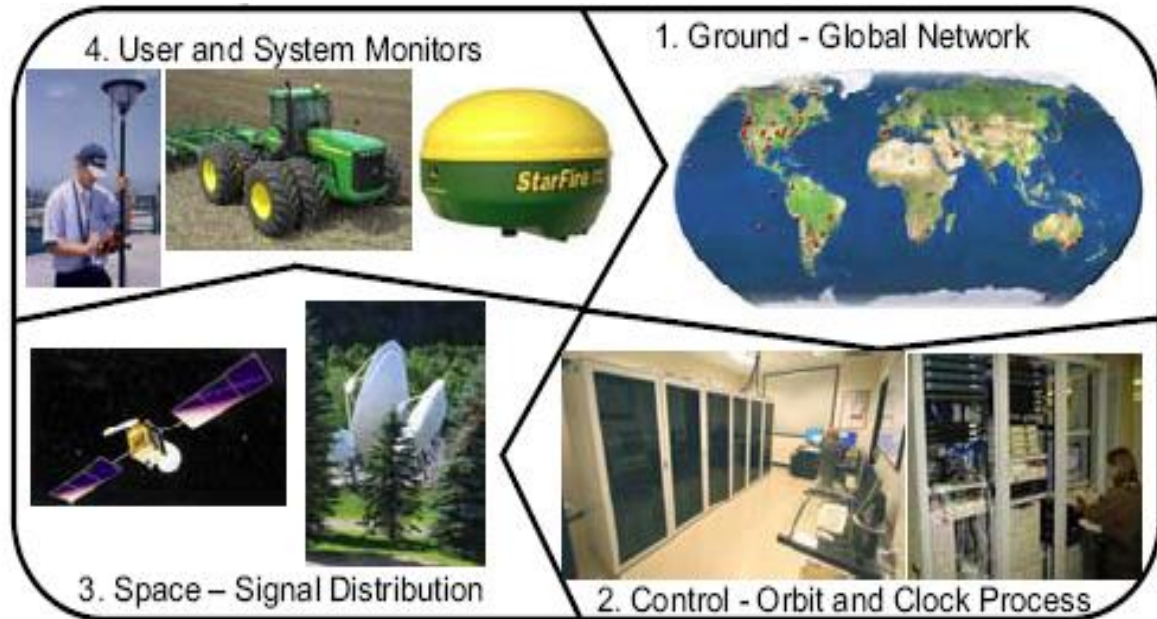 4. User and System Monitors
1. Ground - Global Network
StarFire
3. Space – Signal Distribution
2. Control - Orbit and Clock Process